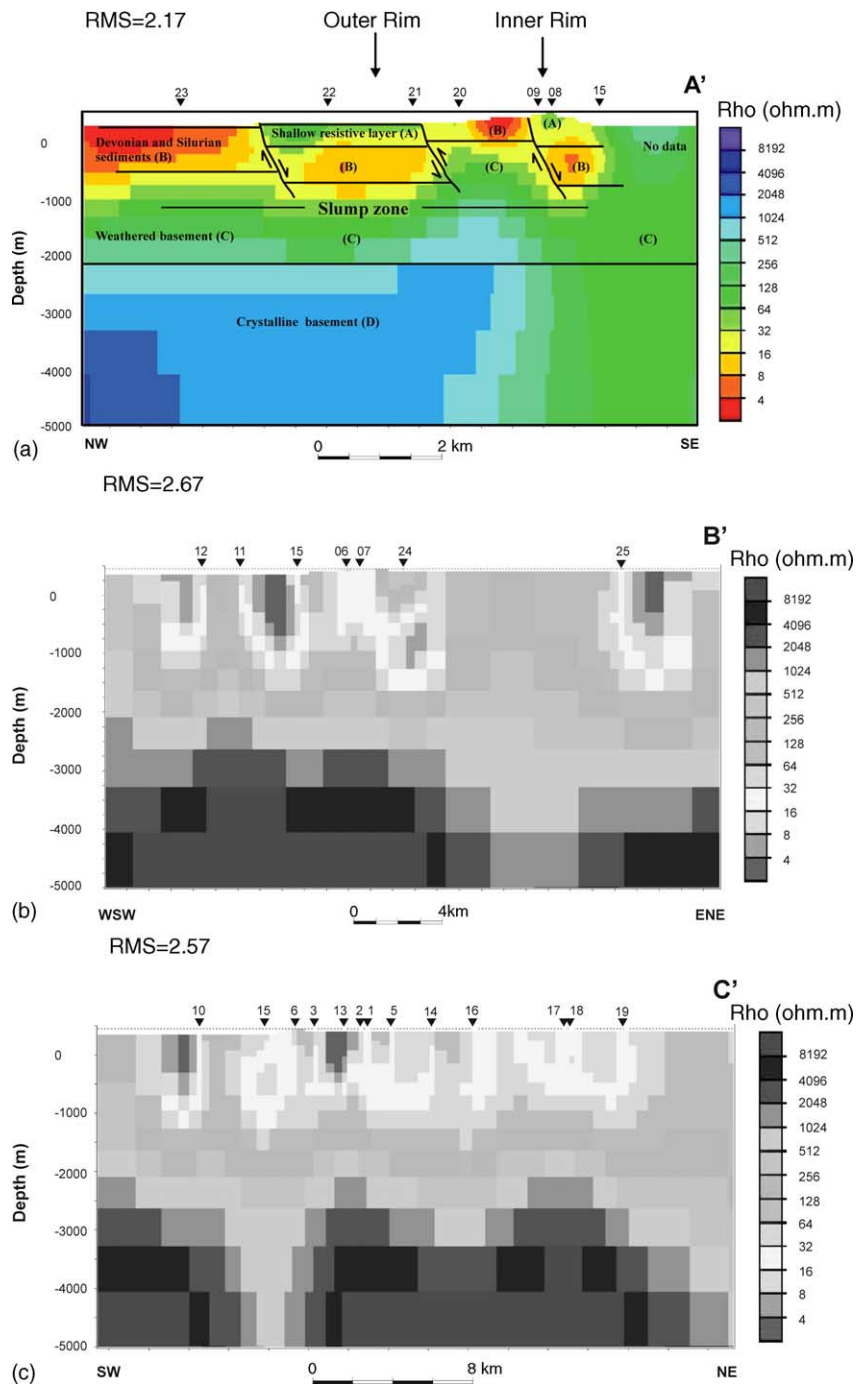 RMS=2.17
Outer Rim Inner Rim
23 22 21 20 09 08 15 A'
Rho (ohm.m)
0 Devonian and Silurian sediments (B) Shallow resistive layer (A) (B) (A) No data
(B) (C) (B)
-1000 Slump zone
Weathered basement (C) (C) (C)
-2000
-3000 Crystalline basement (D)
-4000
-5000
Depth (m)
8192
4096
2048
1024
512
256
128
64
32
16
8
4
(a) NW 0 2 km SE
RMS=2.67
B'
12 11 15 06 07 24 25
Rho (ohm.m)
0
-1000
-2000
-3000
-4000
-5000
Depth (m)
8192
4096
2048
1024
512
256
128
64
32
16
8
4
(b) WSW 0 4km ENE
RMS=2.57
C'
10 15 6 3 13 2 1 5 14 16 17 18 19
Rho (ohm.m)
0
-1000
-2000
-3000
-4000
-5000
Depth (m)
8192
4096
2048
1024
512
256
128
64
32
16
8
4
(c) SW 0 8 km NE